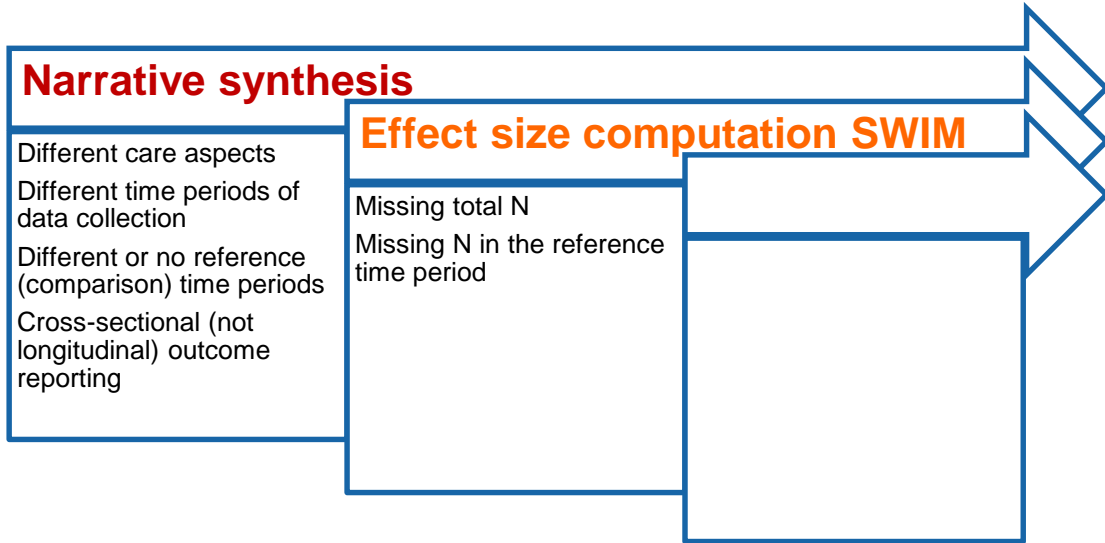 Narrative synthesis
Different care aspects
Different time periods of
data collection
Different or no reference
(comparison) time periods
Cross-sectional (not
longitudinal) outcome
reporting
Effect size computation SWIM
Missing total N
Missing N in the reference
time period